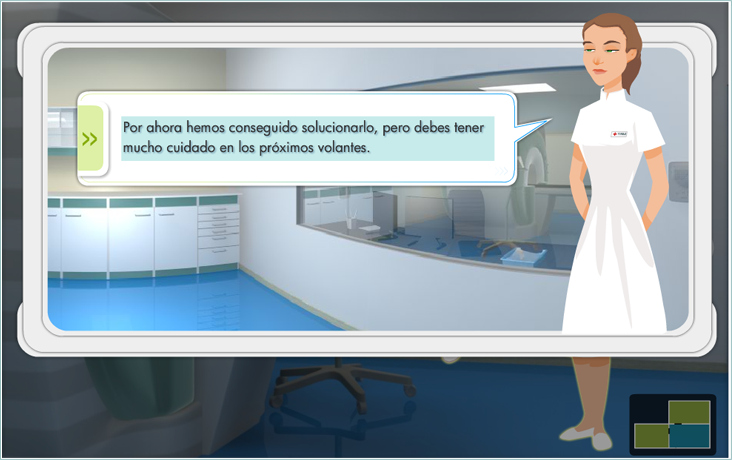 Por ahora hemos conseguido solucionarlo, pero debes tener
mucho cuidado en los próximos volantes.